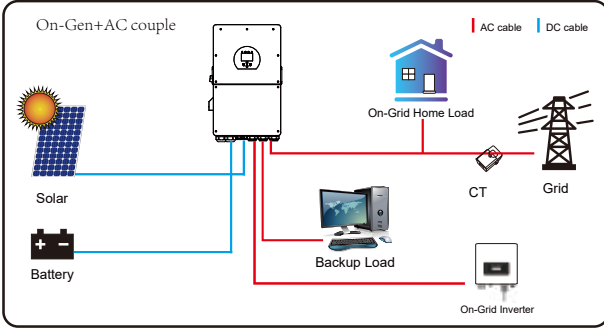 On-Gen+AC couple
AC cable
DC cable
On-Grid Home Load
Solar
CT
Grid
Battery
Backup Load
On-Grid Inverter